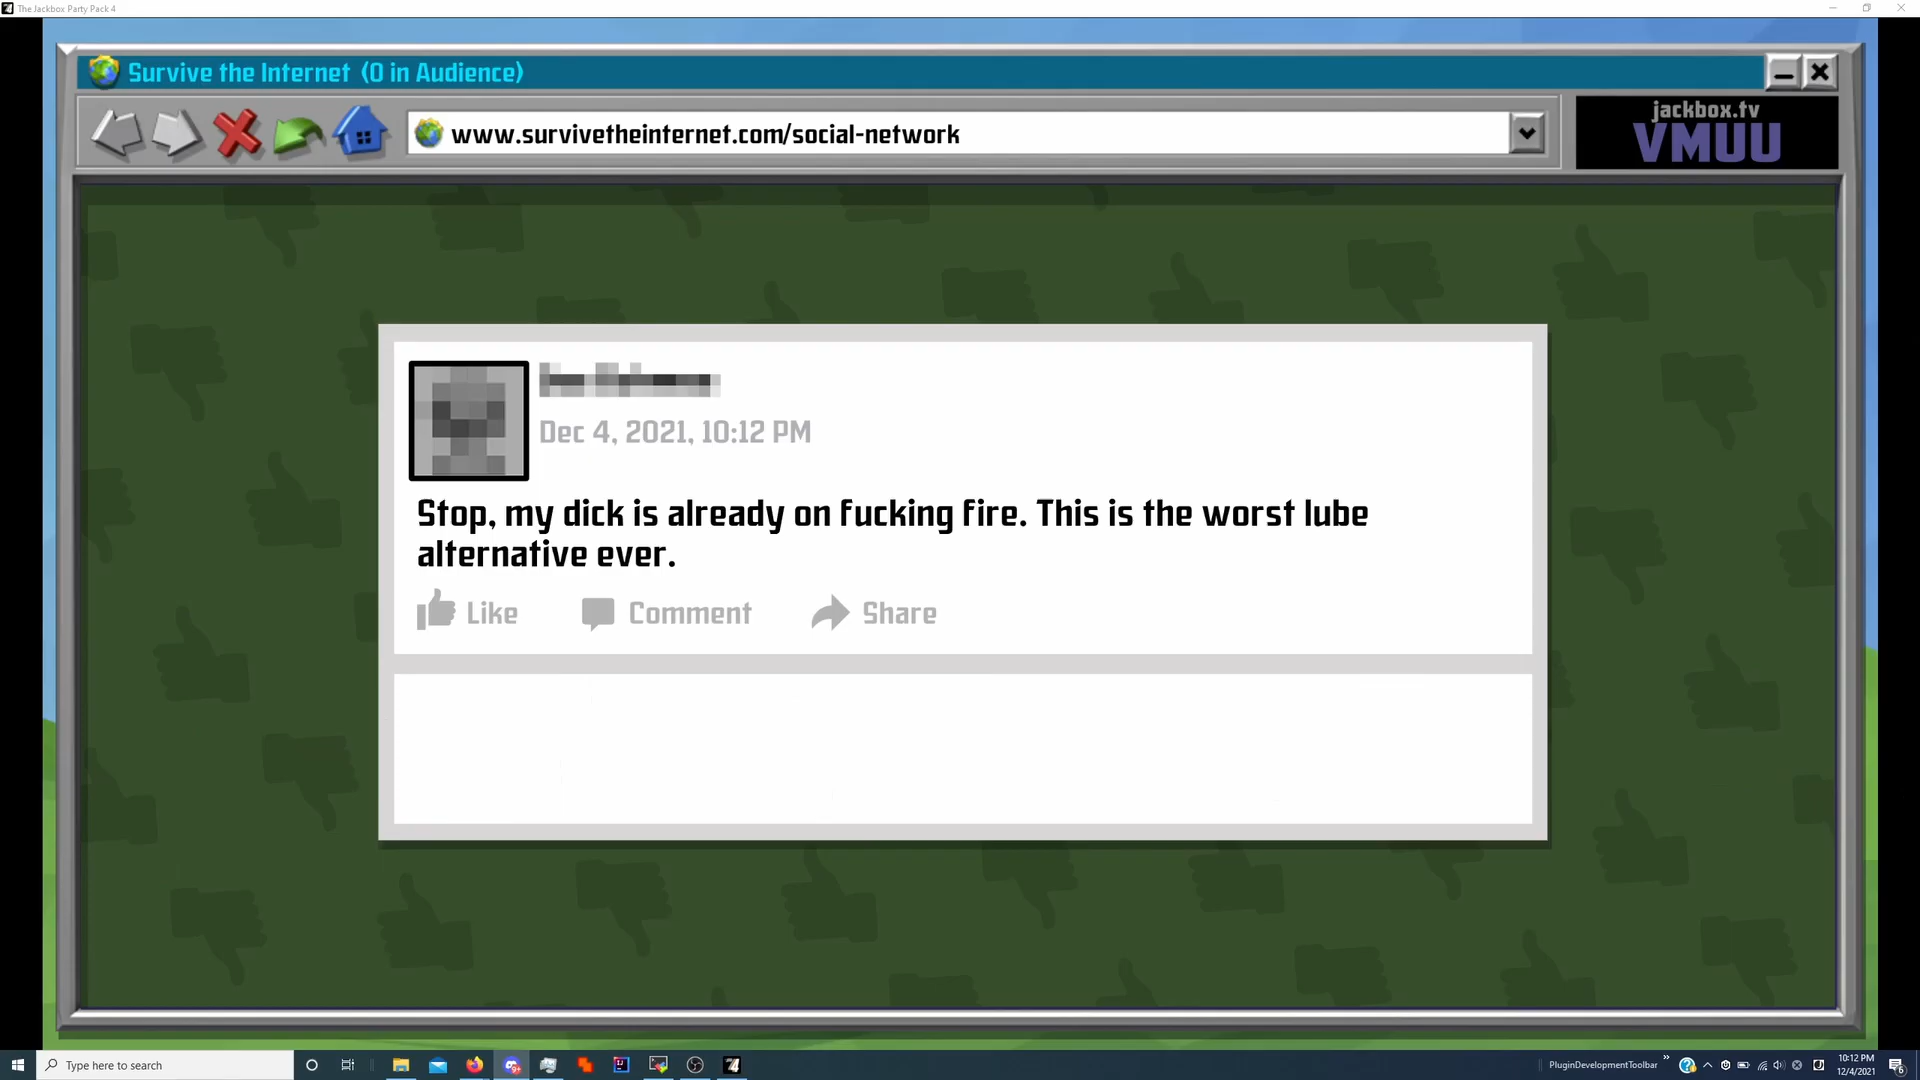 The Jackbox Party Pack 4
Survive the Internet (0 in Audience)
jackbox.tv
www.survivetheinternet.com/social-network
VMUU
Dec 4, 2021, 10:12 PM
Stop, my dick is already on fucking fire. This is the worst lube
alternative ever.
Like Comment Share
Type here to search
PluginDevelopmentToolbar
10:12 PM
12/4/2021